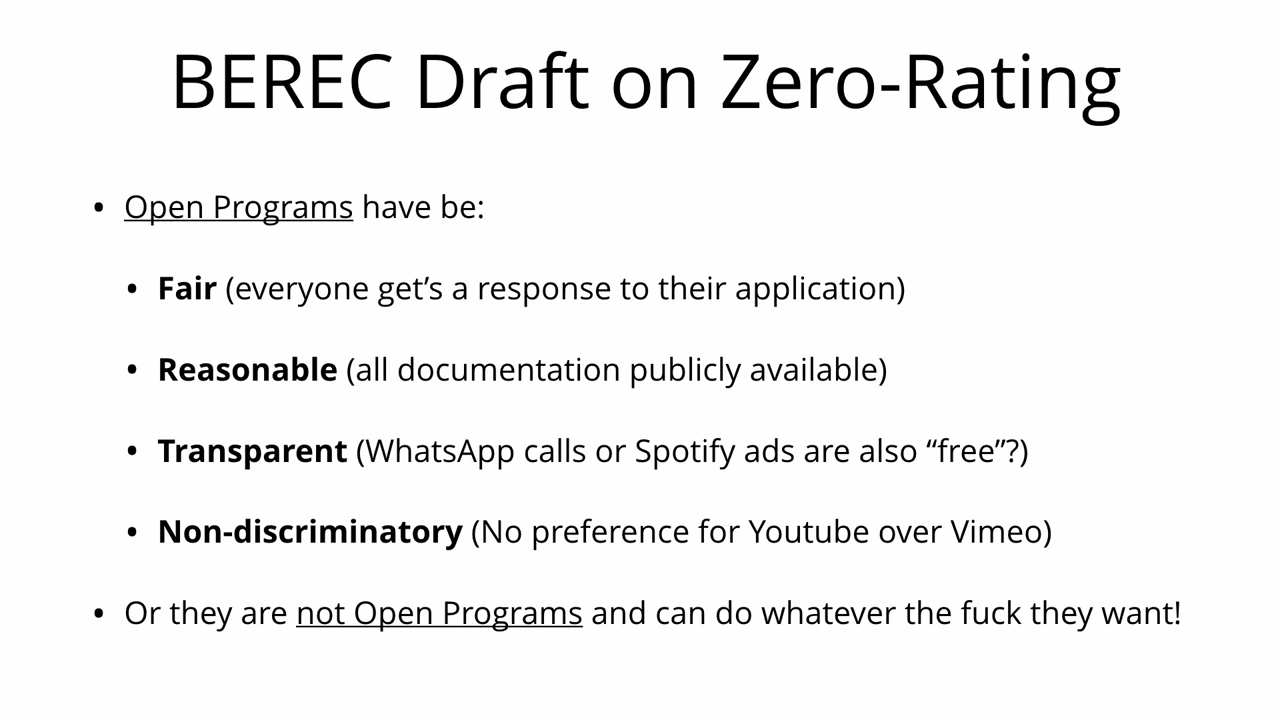 BEREC Draft on Zero-Rating
• Open Programs have be:
• Fair (everyone get’s a response to their application)
• Reasonable (all documentation publicly available)
• Transparent (WhatsApp calls or Spotify ads are also “free”?)
• Non-discriminatory (No preference for Youtube over Vimeo)
• Or they are not Open Programs and can do whatever the fuck they want!